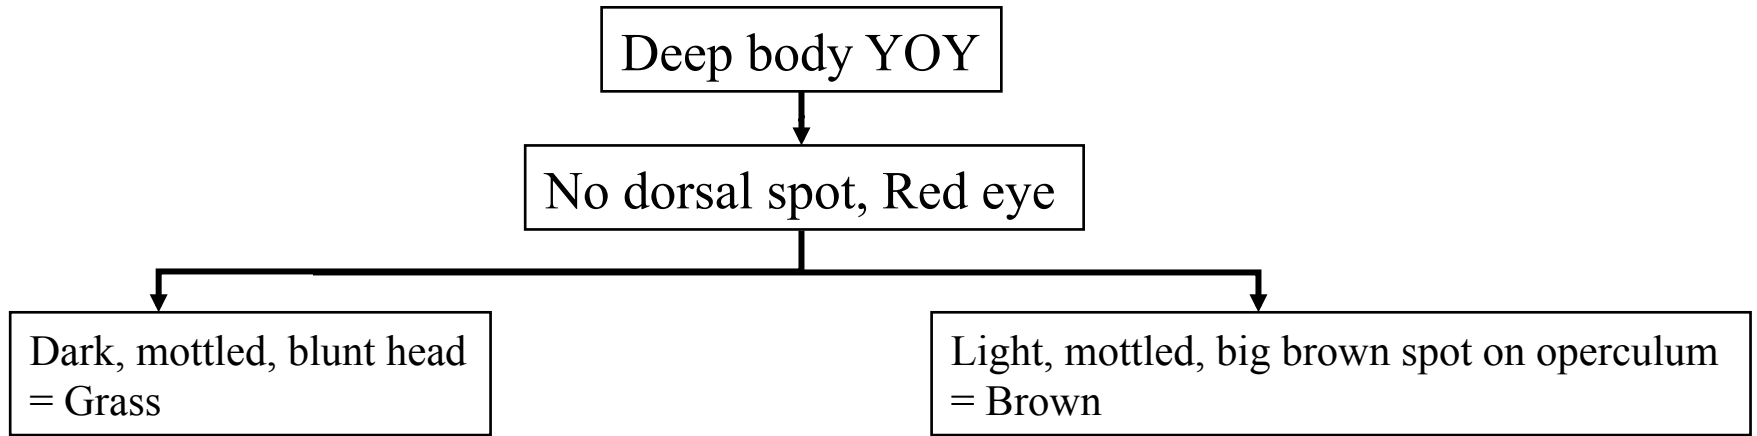 Deep body YOY
No dorsal spot, Red eye
Dark, mottled, blunt head
= Grass
Light, mottled, big brown spot on operculum
= Brown